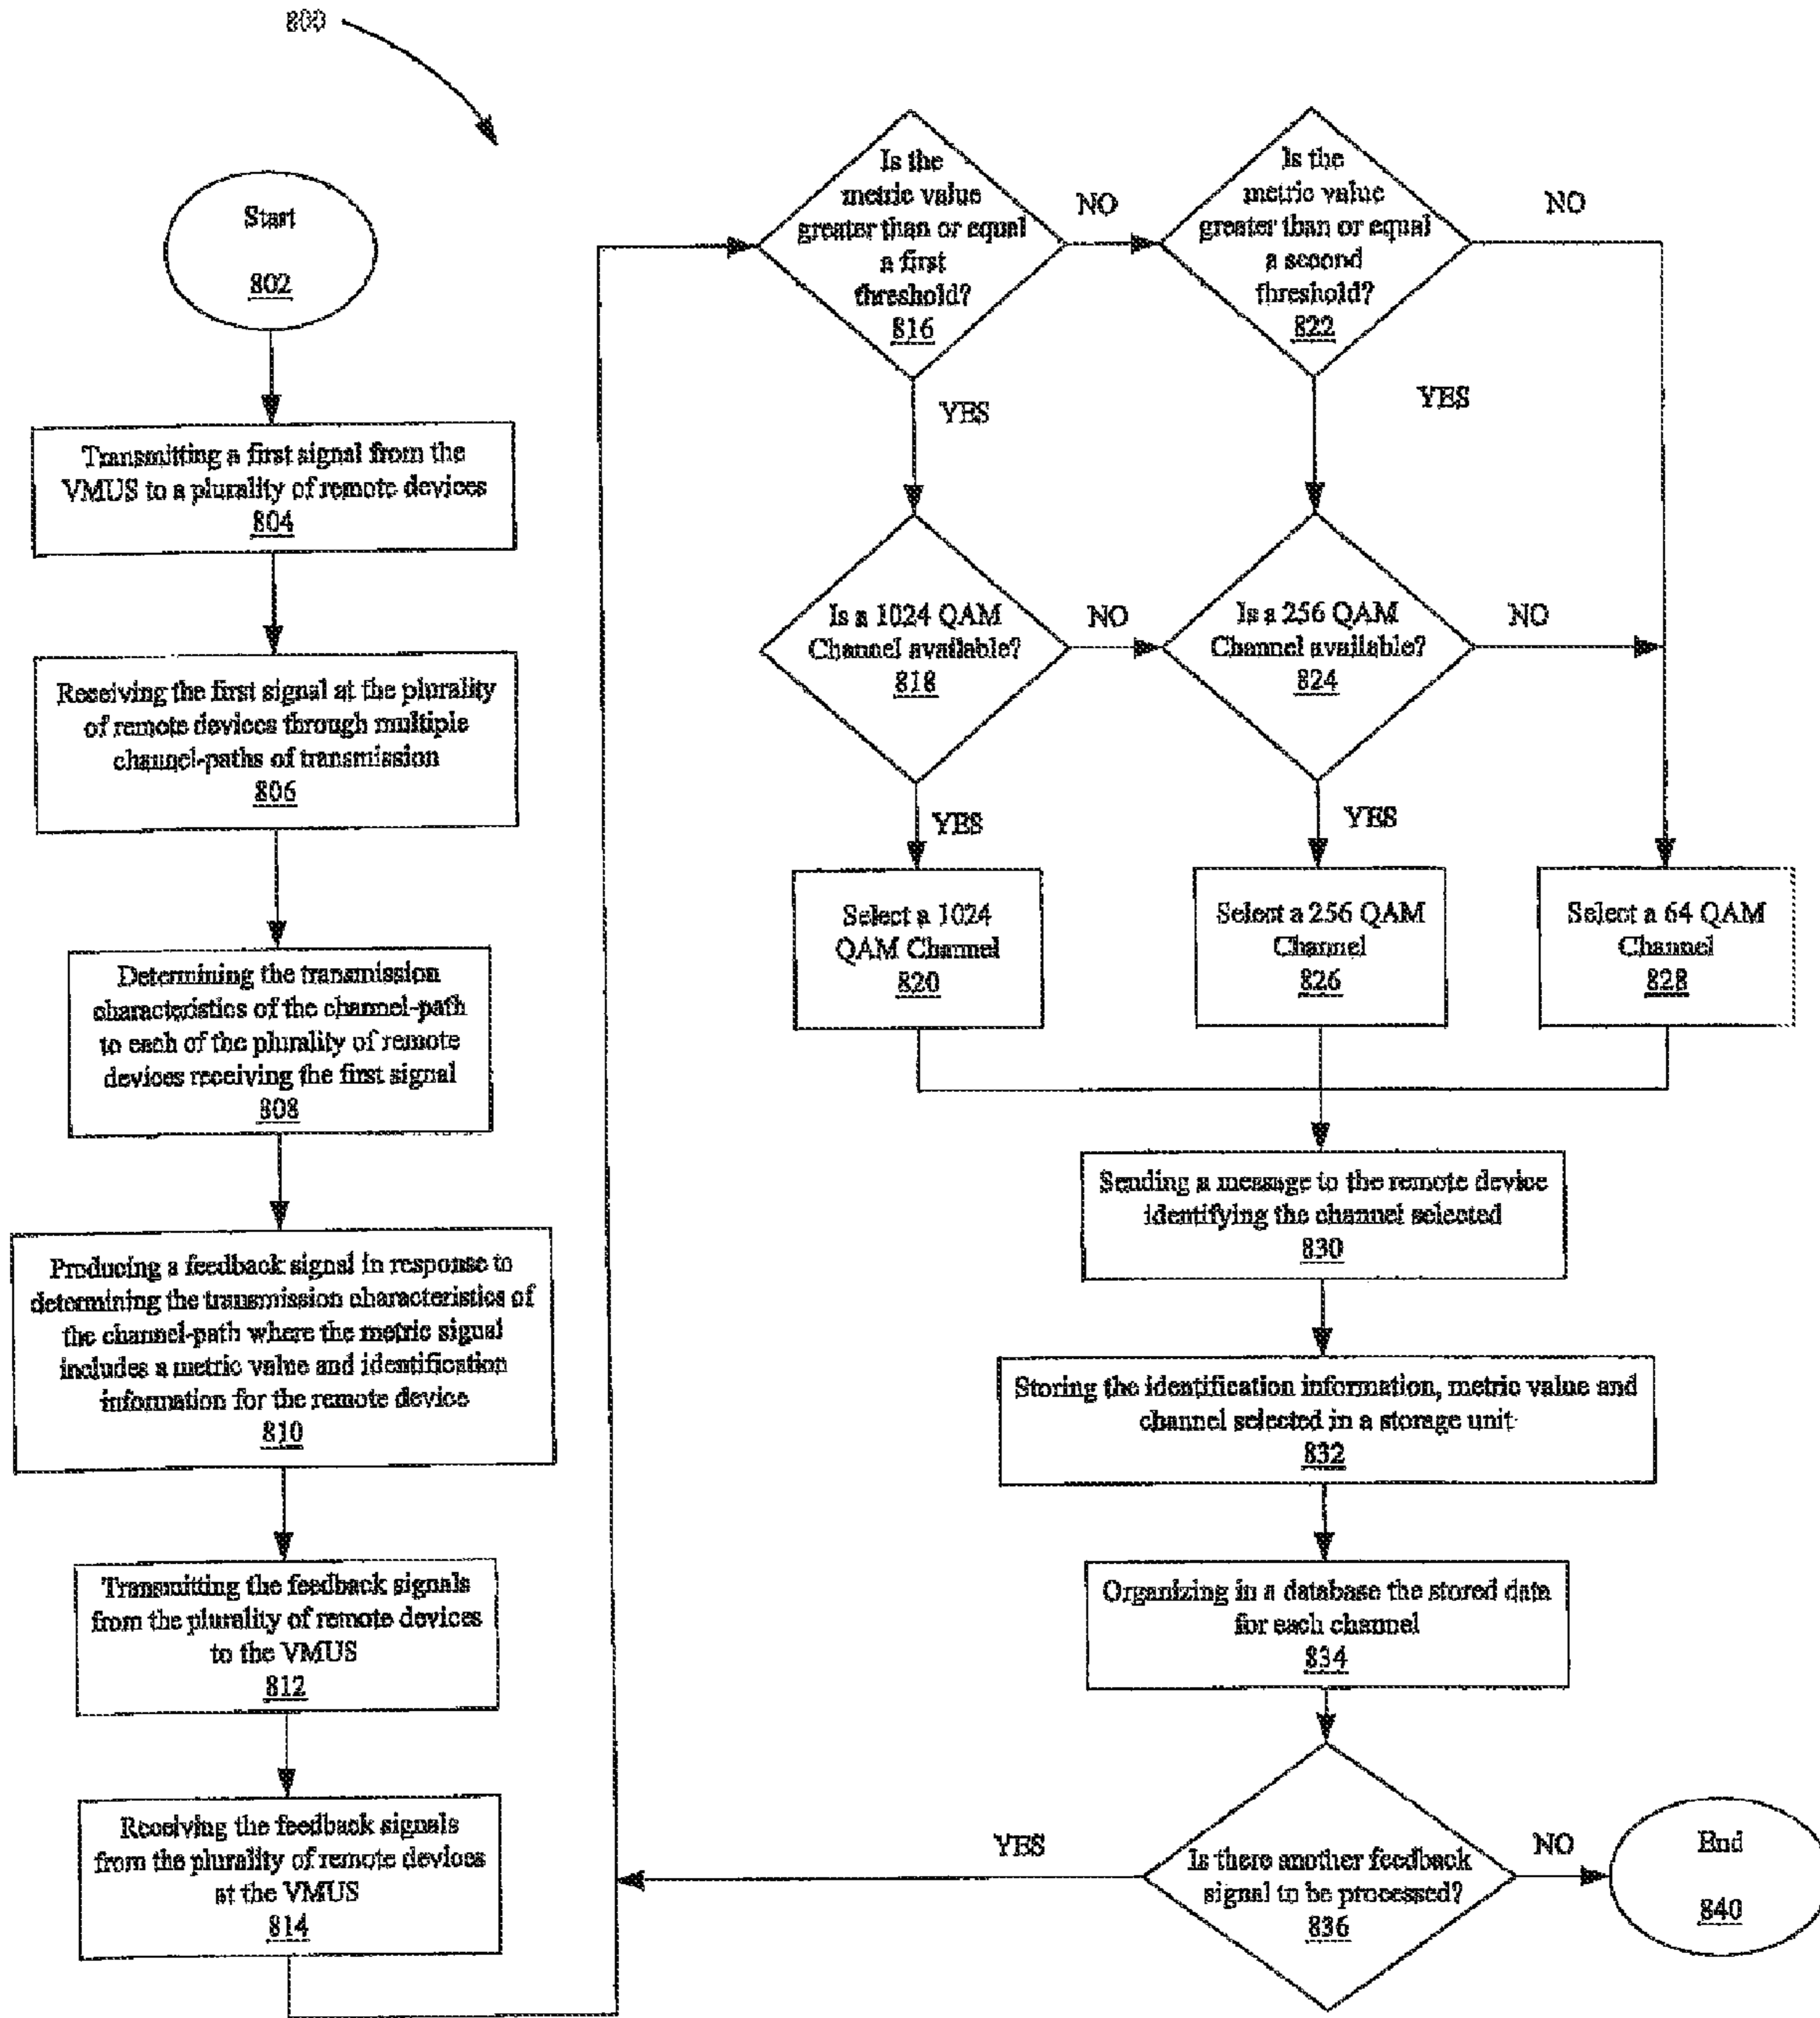 800
Start
802
Transmitting a first signal from the
VMUS to a plurality of remote devices
804
Receiving the first signal at the plurality
of remote devices through multiple
channel-paths of transmission
806
Determining the transmission
characteristics of the channel-path
to each of the plurality of remote
devices receiving the first signal
808
Producing a feedback signal in response to
determining the transmission characteristics of
the channel-path where the metric signal
includes a metric value and identification
information for the remote device
810
Transmitting the feedback signals
from the plurality of remote devices
to the VMUS
812
Receiving the feedback signals
from the plurality of remote devices
at the VMUS
814
Is the
metric value
greater than or equal
a first
threshold?
816
NO
YES
Is the
metric value
greater than or equal
a second
threshold?
822
NO
YES
Is a 1024 QAM
Channel available?
818
NO
YES
Is a 256 QAM
Channel available?
824
NO
YES
Select a 1024
QAM Channel
820
Select a 256 QAM
Channel
826
Select a 64 QAM
Channel
828
Sending a message to the remote device
identifying the channel selected
830
Storing the identification information, metric value and
channel selected in a storage unit
832
Organizing in a database the stored data
for each channel
834
Is there another feedback
signal to be processed?
836
YES
NO
End
840